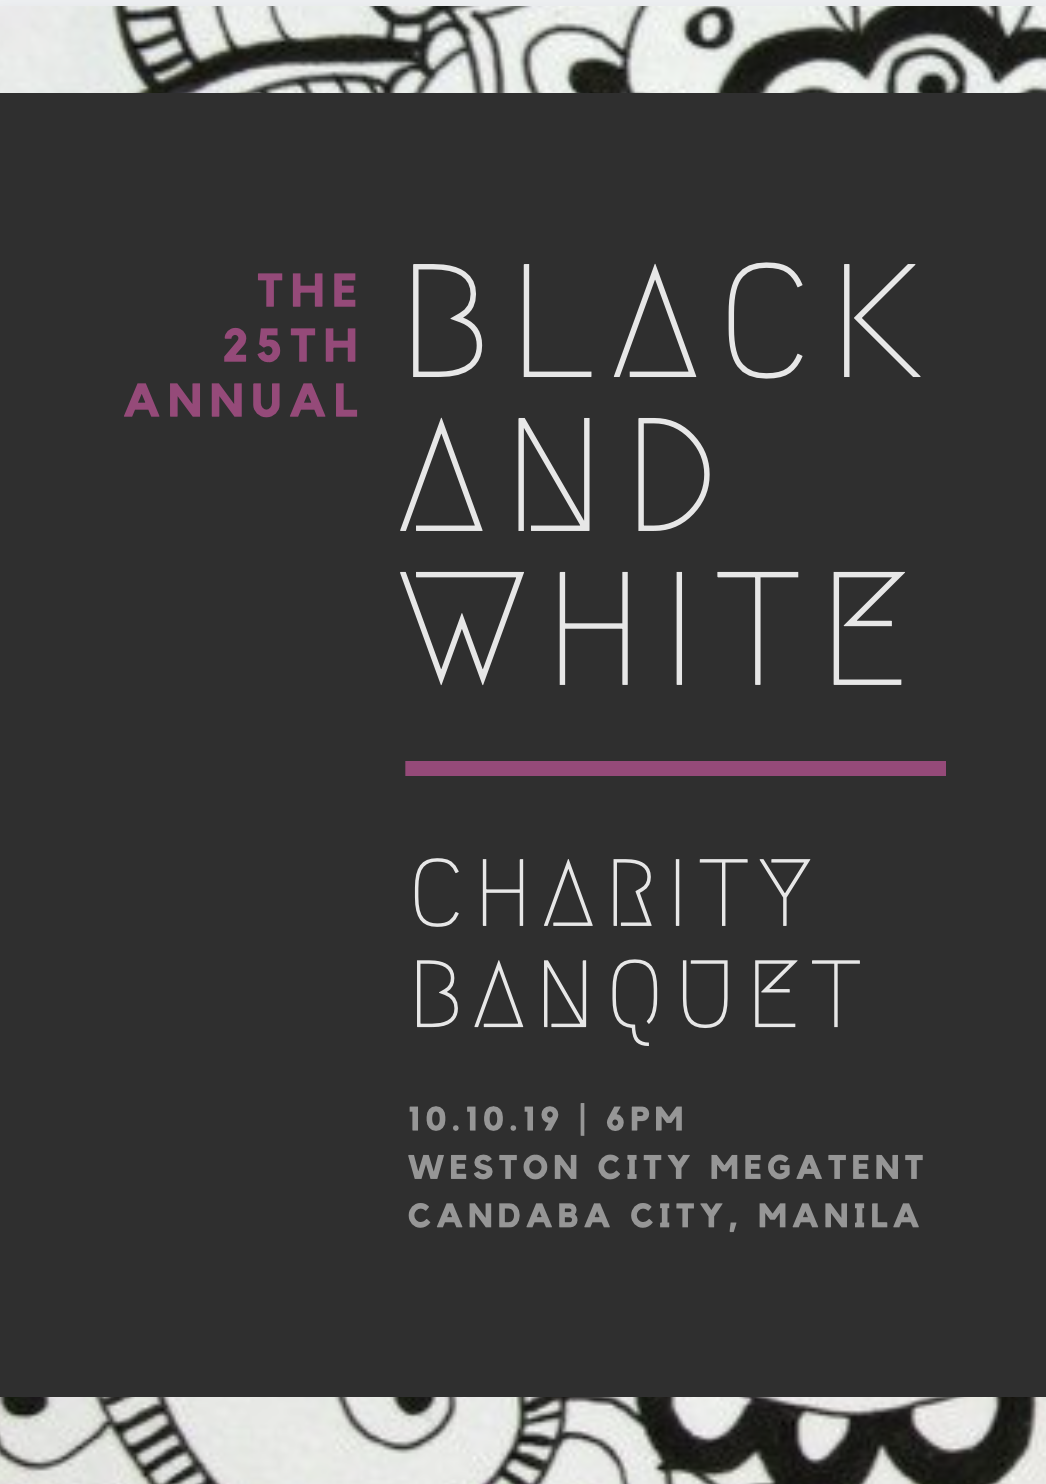 THE
25TH
ANNUAL
BLACK
AND
WHITE
CHARITY
BANQUET
10.10.19 | 6PM
WESTON CITY MEGATENT
CANDABA CITY, MANILA